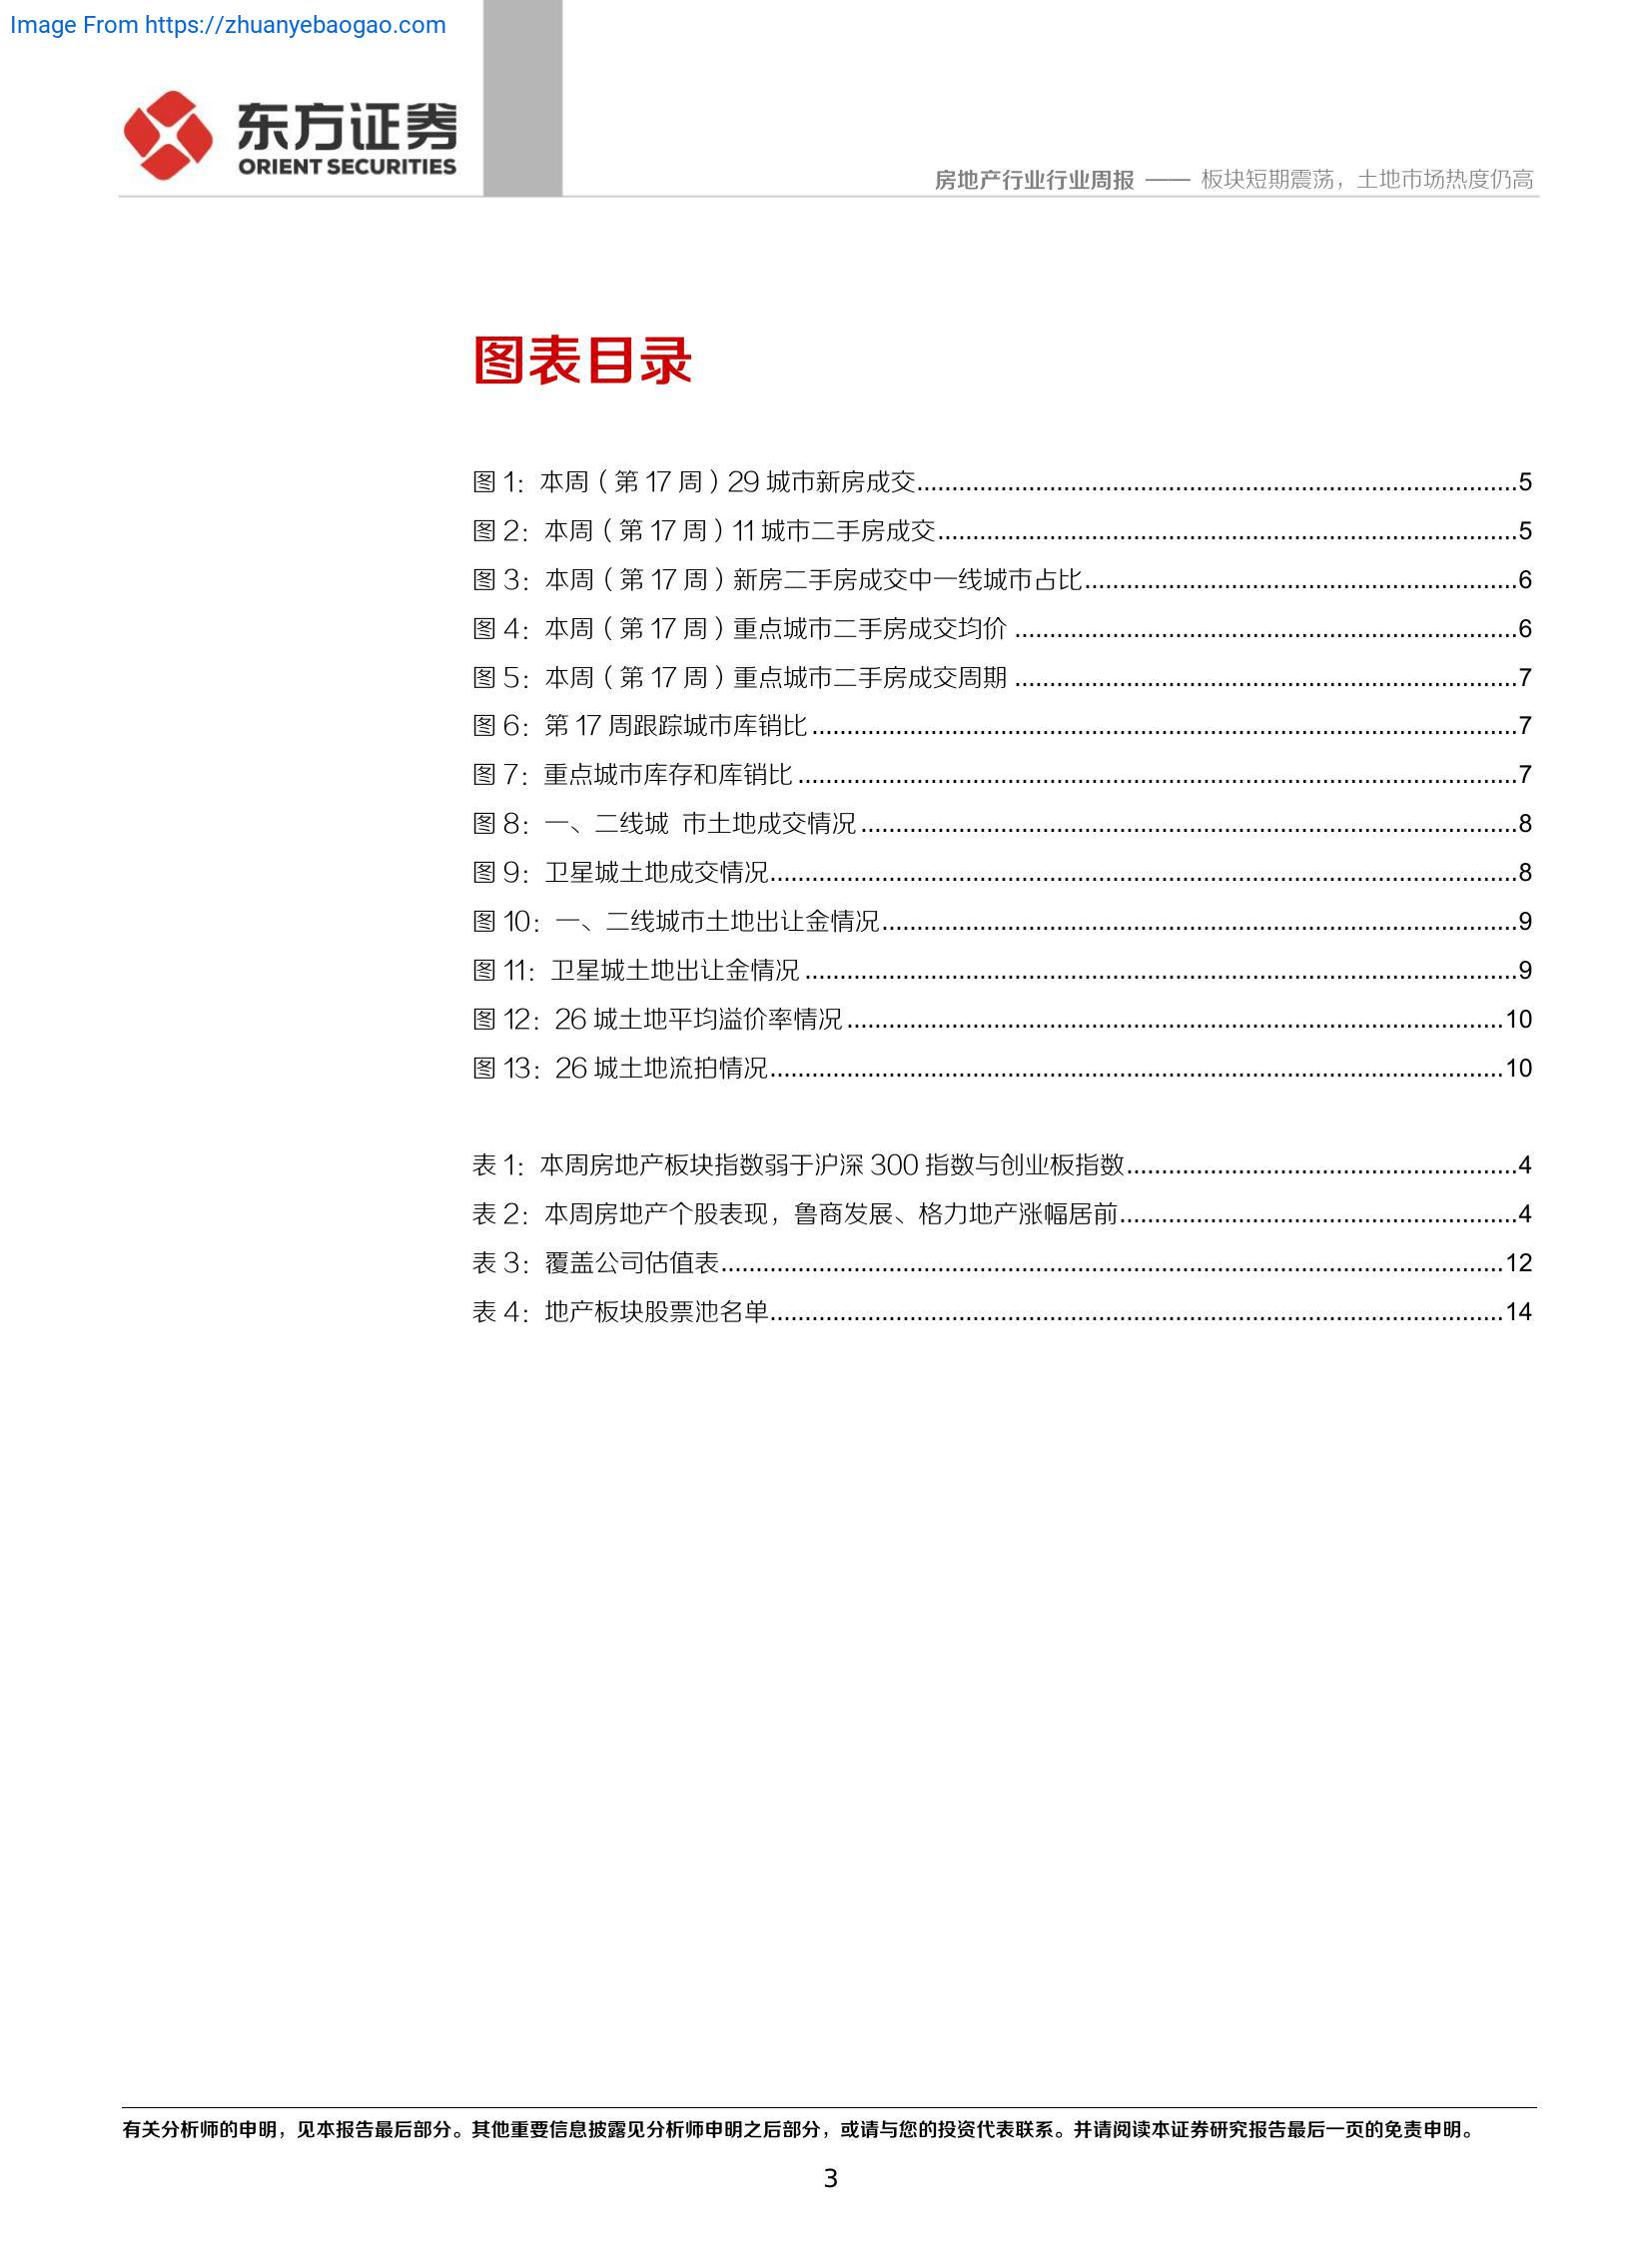 Image From https://zhuanyebaogao.com
东方证券
ORIENT SECURITIES
房地产行业行业周报 —— 板块短期震荡，土地市场热度仍高
图表目录
图 1：本周（第 17 周）29 城市新房成交....................5
图 2：本周（第 17 周）11 城市二手房成交....................5
图 3：本周（第 17 周）新房二手房成交中一线城市占比....................6
图 4：本周（第 17 周）重点城市二手房成交均价....................6
图 5：本周（第 17 周）重点城市二手房成交周期....................7
图 6：第 17 周跟踪城市库销比....................7
图 7：重点城市库存和库销比....................7
图 8：一、二线城 市土地成交情况....................8
图 9：卫星城土地成交情况....................8
图 10：一、二线城市土地出让金情况....................9
图 11：卫星城土地出让金情况....................9
图 12：26 城土地平均溢价率情况....................10
图 13：26 城土地流拍情况....................10
表 1：本周房地产板块指数弱于沪深 300 指数与创业板指数....................4
表 2：本周房地产个股表现，鲁商发展、格力地产涨幅居前....................4
表 3：覆盖公司估值表....................12
表 4：地产板块股票池名单....................14
有关分析师的申明，见本报告最后部分。其他重要信息披露见分析师申明之后部分，或请与您的投资代表联系。并请阅读本证券研究报告最后一页的免责申明。
3